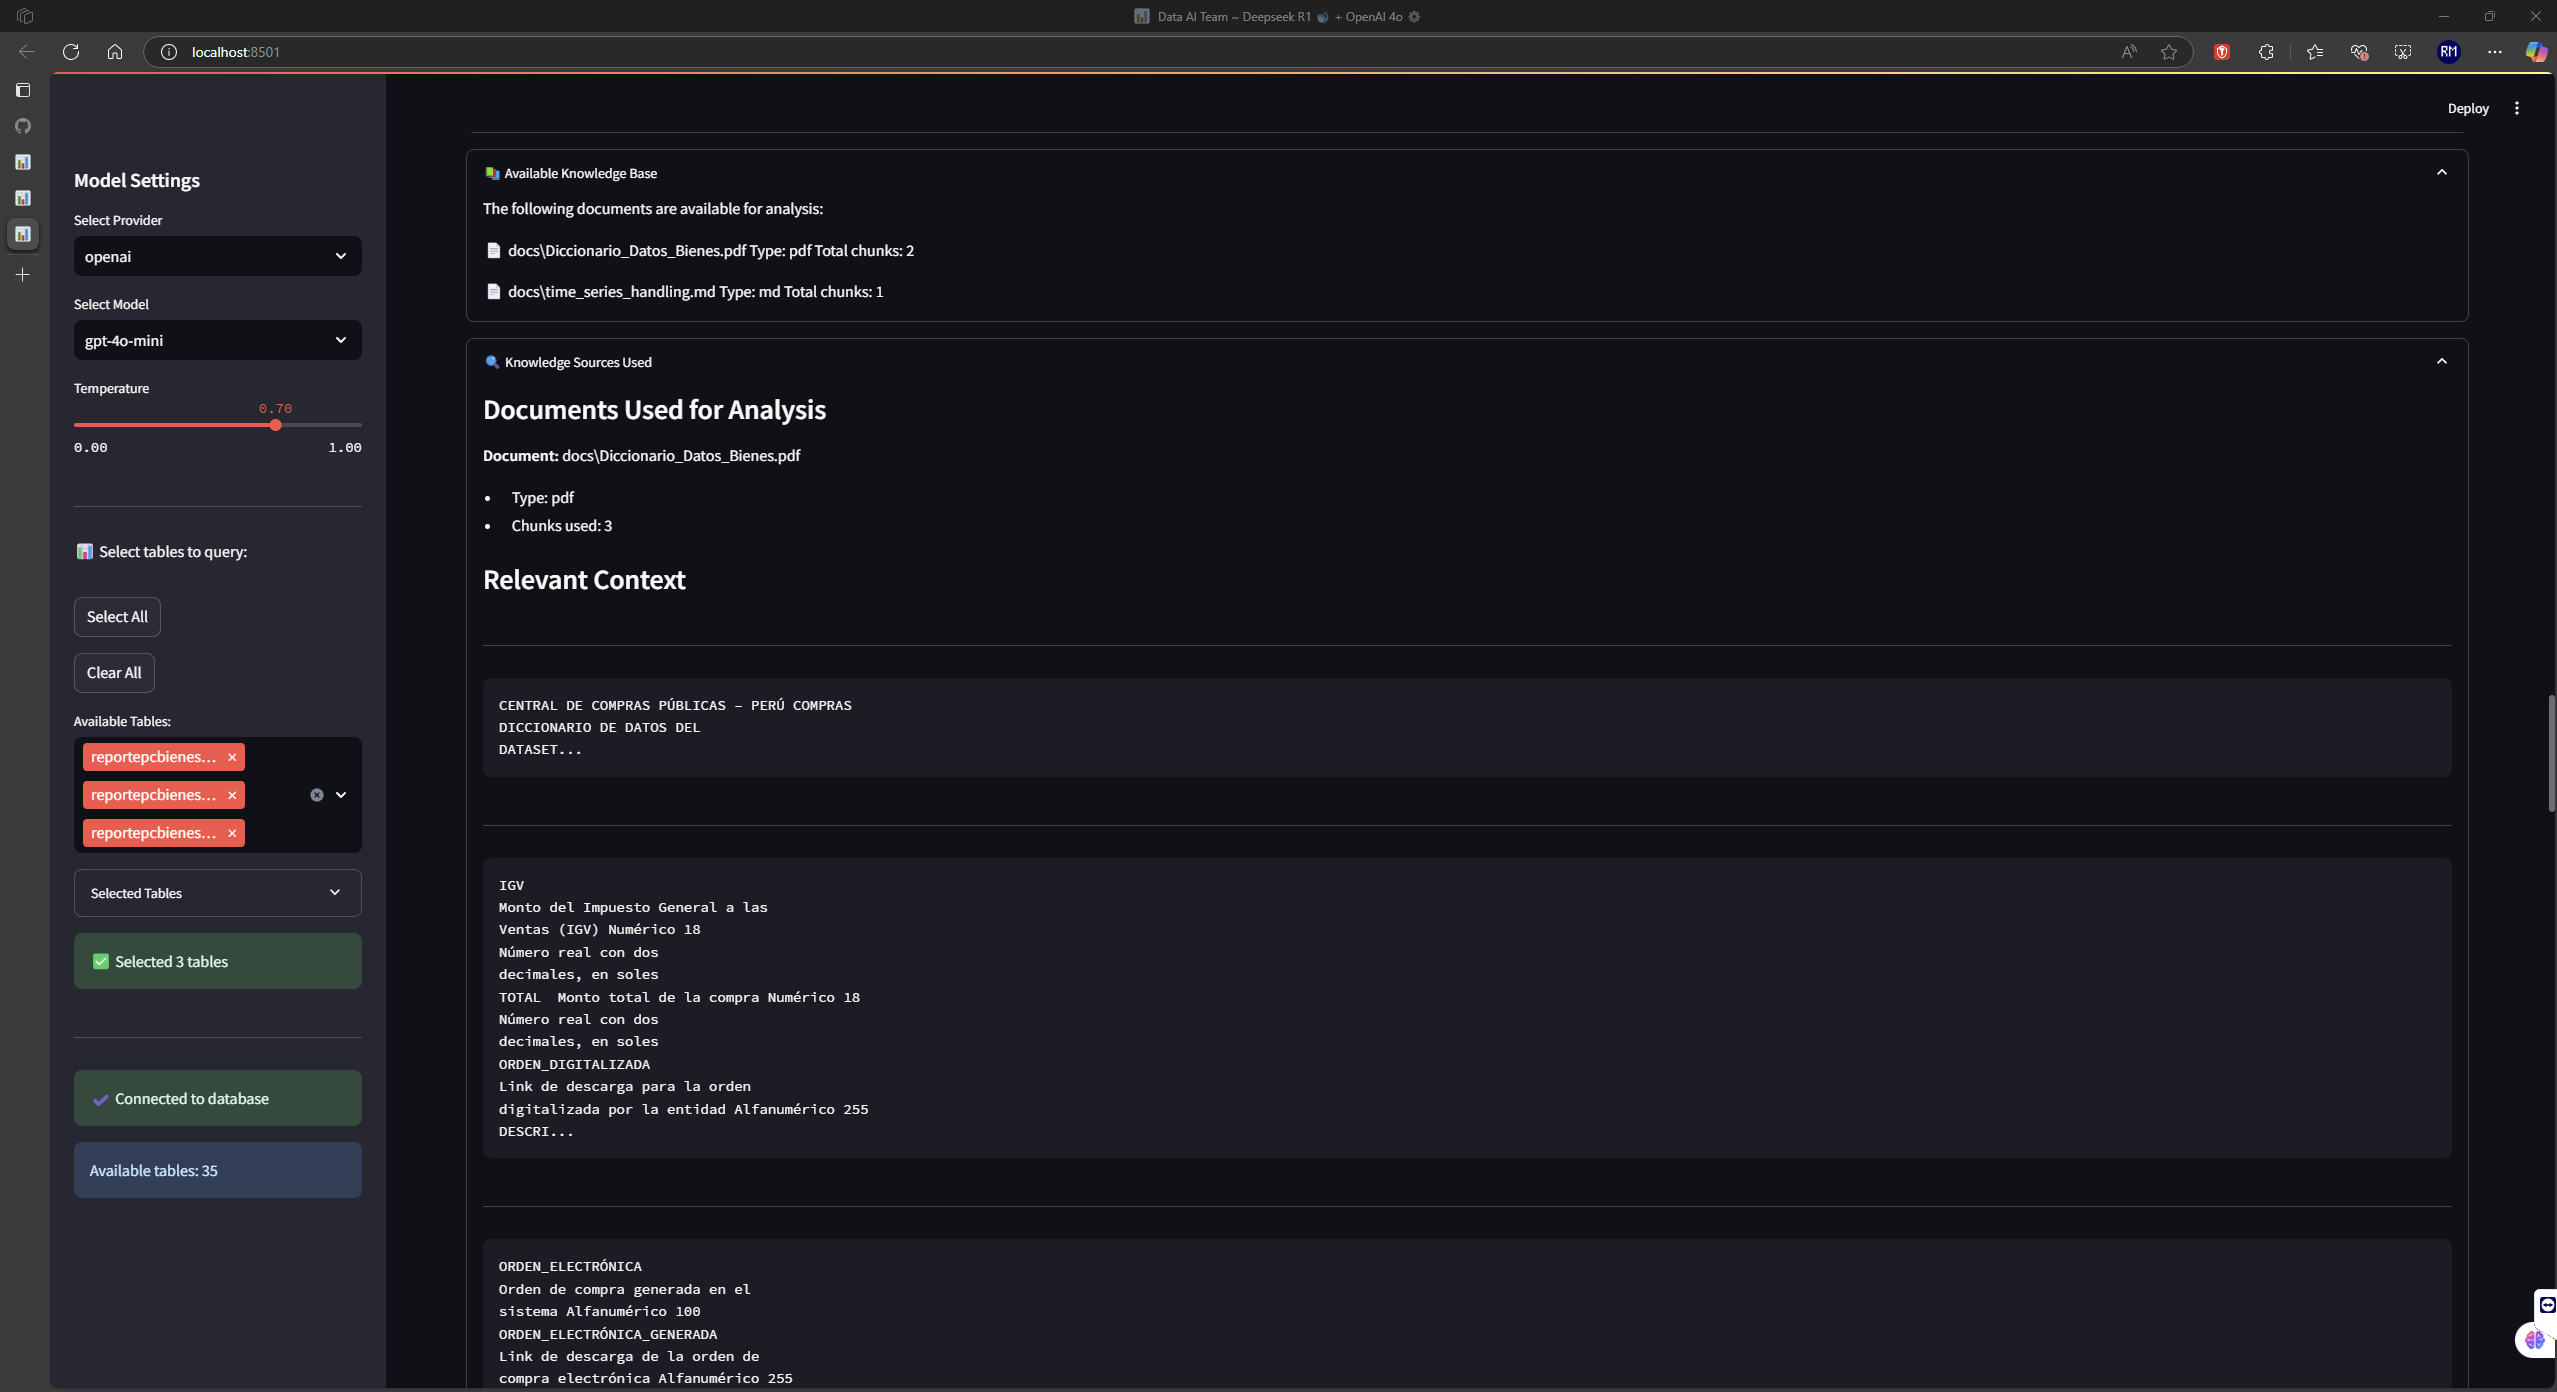 Data AI Team ~ Deepseek R1 🐋 + OpenAI 4o ⚙️
localhost:8501
RM
Deploy
Model Settings
Select Provider
openai
Select Model
gpt-4o-mini
Temperature
0.70
0.00 1.00
📊 Select tables to query:
Select All
Clear All
Available Tables:
reportepcbienes...
reportepcbienes...
reportepcbienes...
Selected Tables
✅ Selected 3 tables
✔️ Connected to database
Available tables: 35
📚 Available Knowledge Base
The following documents are available for analysis:
📄 docs\Diccionario_Datos_Bienes.pdf Type: pdf Total chunks: 2
📄 docs\time_series_handling.md Type: md Total chunks: 1
🔍 Knowledge Sources Used
Documents Used for Analysis
Document: docs\Diccionario_Datos_Bienes.pdf
• Type: pdf
• Chunks used: 3
Relevant Context
CENTRAL DE COMPRAS PÚBLICAS – PERÚ COMPRAS
DICCIONARIO DE DATOS DEL
DATASET...
IGV
Monto del Impuesto General a las
Ventas (IGV) Numérico 18
Número real con dos
decimales, en soles
TOTAL  Monto total de la compra Numérico 18
Número real con dos
decimales, en soles
ORDEN_DIGITALIZADA
Link de descarga para la orden
digitalizada por la entidad Alfanumérico 255
DESCRI...
ORDEN_ELECTRÓNICA
Orden de compra generada en el
sistema Alfanumérico 100
ORDEN_ELECTRÓNICA_GENERADA
Link de descarga de la orden de
compra electrónica Alfanumérico 255